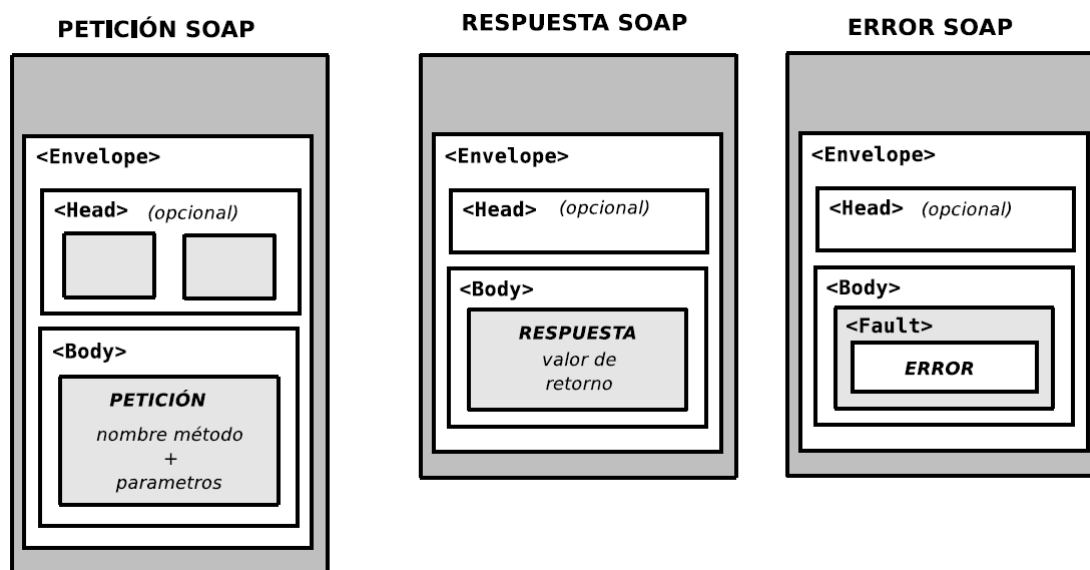 PETICIÓN SOAP
<Envelope>
<Head> (opcional)
<Body>
PETICIÓN
nombre método
+
parametros
RESPUESTA SOAP
<Envelope>
<Head> (opcional)
<Body>
RESPUESTA
valor de
retorno
ERROR SOAP
<Envelope>
<Head> (opcional)
<Body>
<Fault>
ERROR